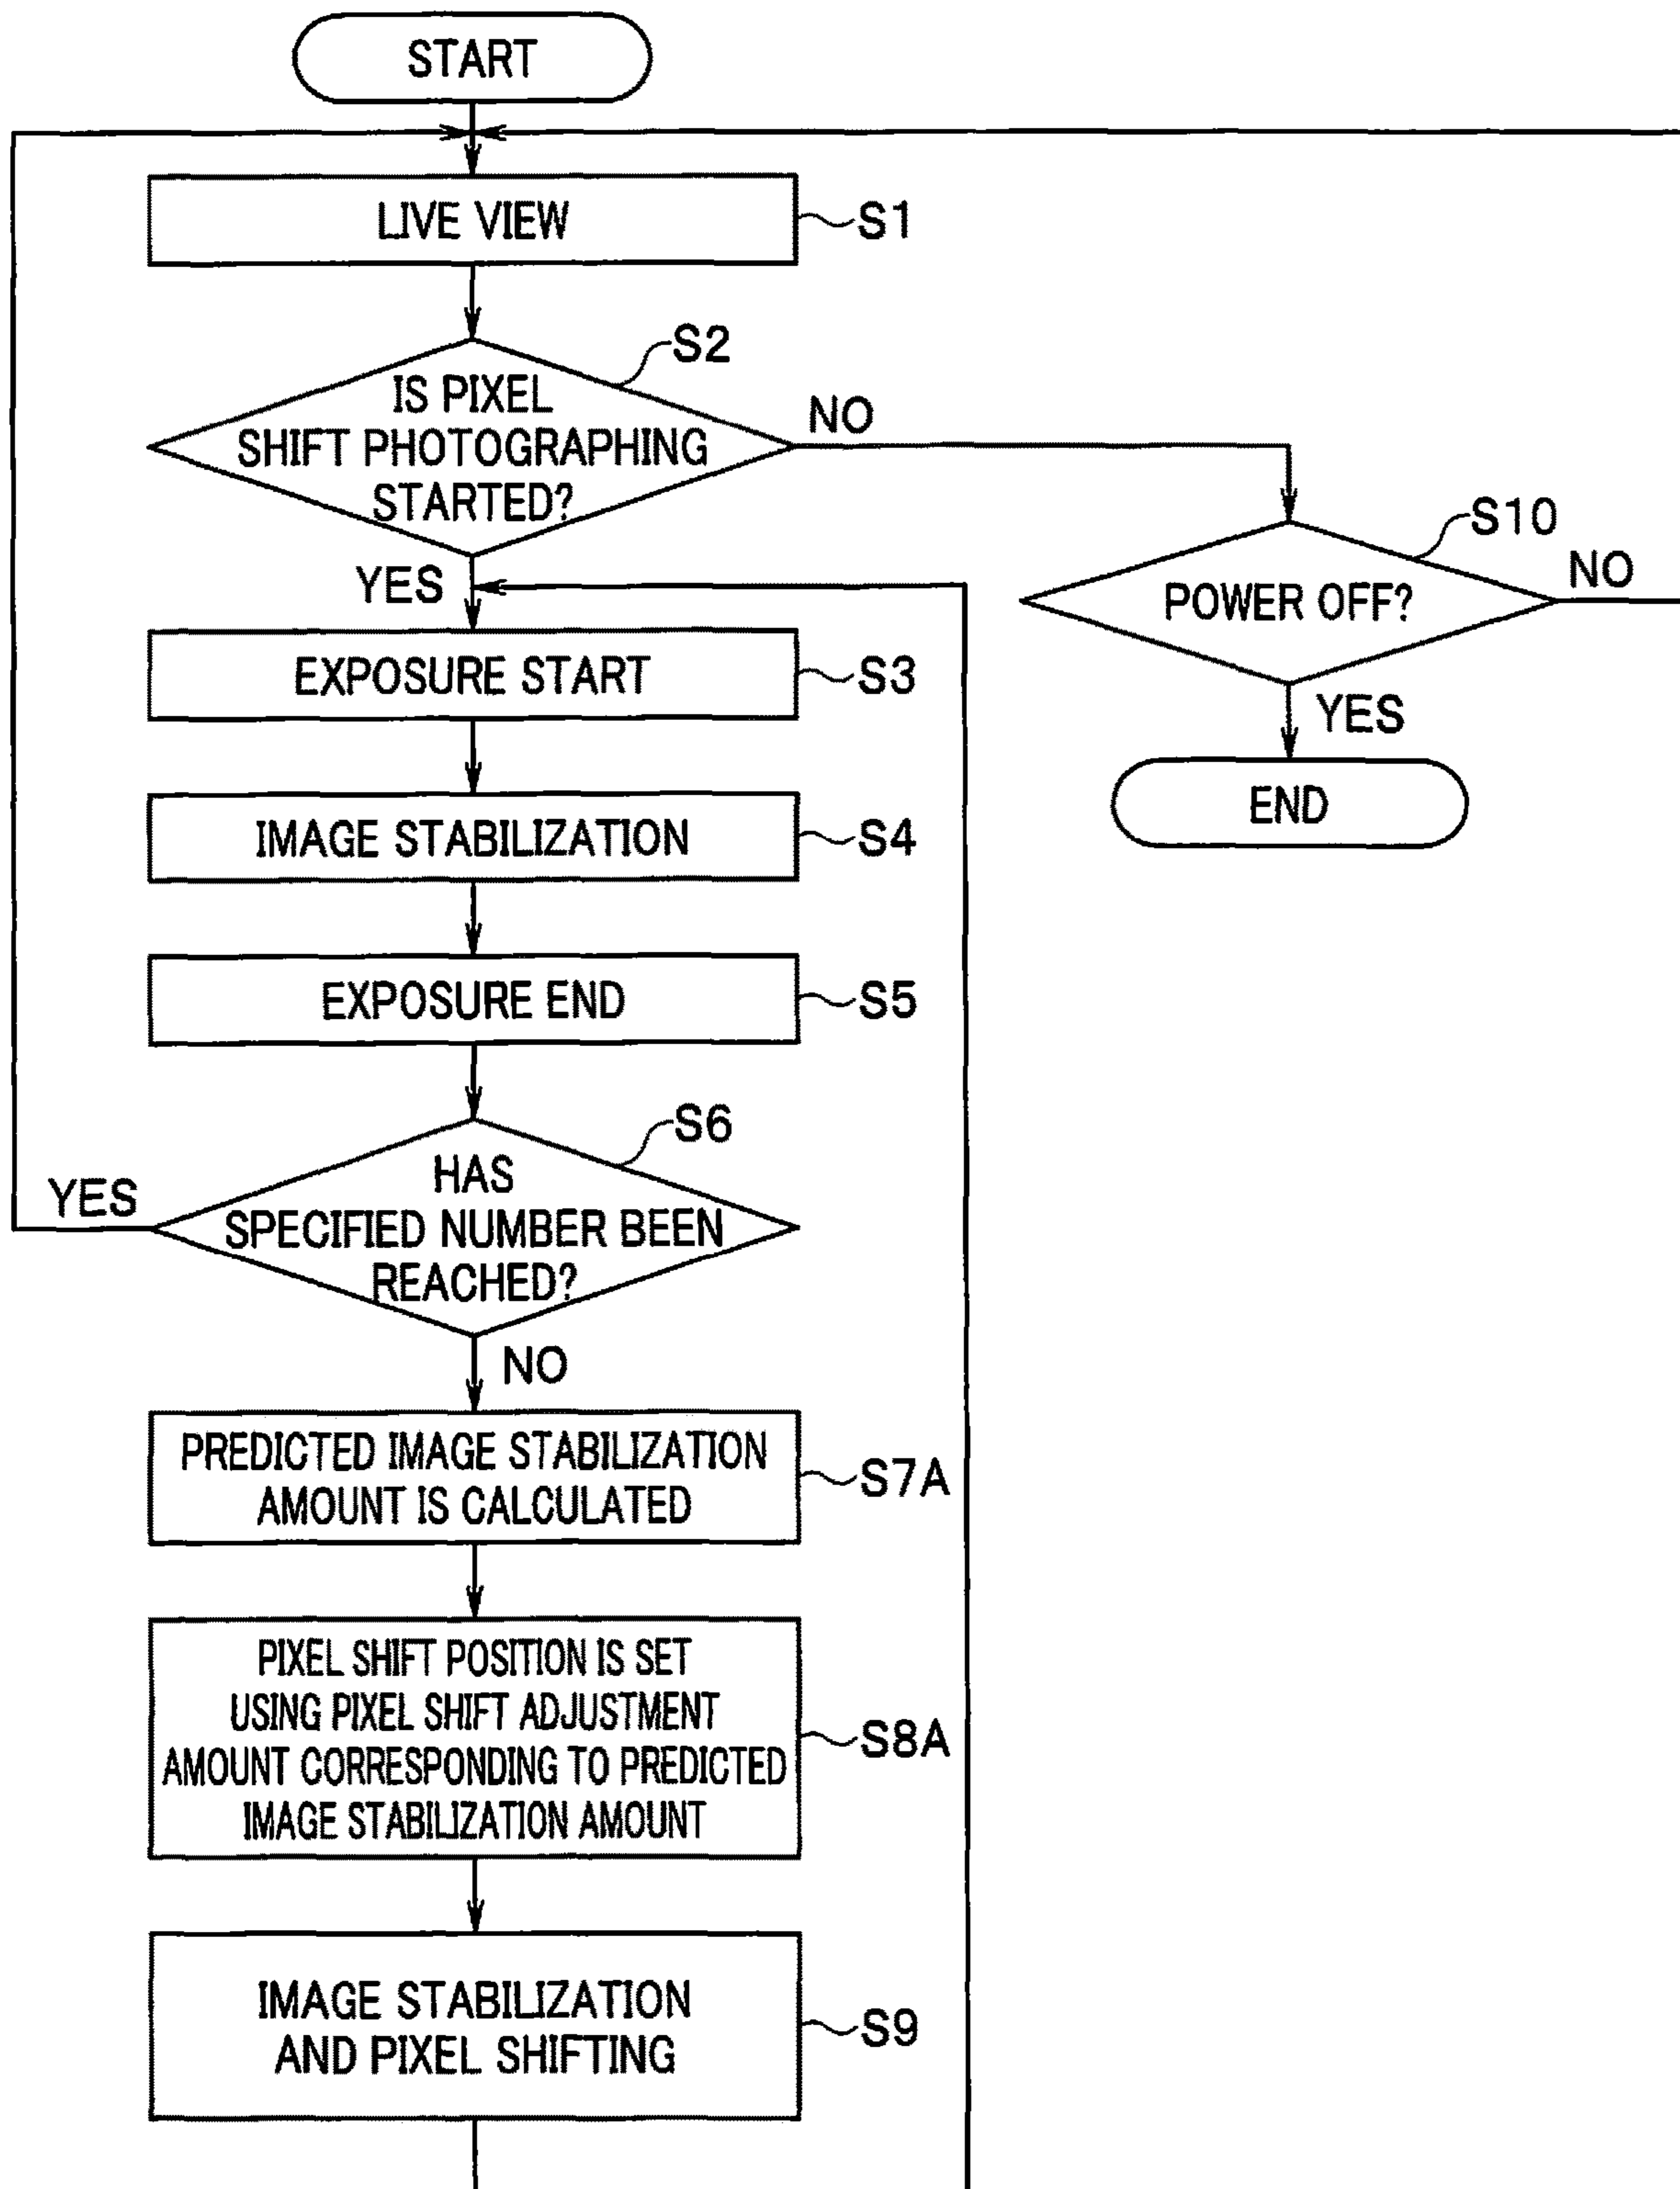 START
LIVE VIEW
S1
S2
IS PIXEL
SHIFT PHOTOGRAPHING
STARTED?
NO
YES
S10
POWER OFF?
NO
YES
END
EXPOSURE START
S3
IMAGE STABILIZATION
S4
EXPOSURE END
S5
S6
HAS
SPECIFIED NUMBER BEEN
REACHED?
YES
NO
PREDICTED IMAGE STABILIZATION
AMOUNT IS CALCULATED
S7A
PIXEL SHIFT POSITION IS SET
USING PIXEL SHIFT ADJUSTMENT
AMOUNT CORRESPONDING TO PREDICTED
IMAGE STABILIZATION AMOUNT
S8A
IMAGE STABILIZATION
AND PIXEL SHIFTING
S9